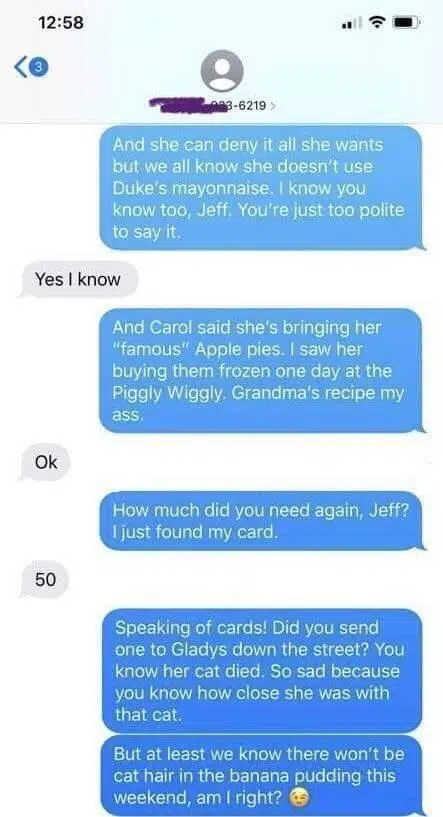 12:58
3
-6219 >
And she can deny it all she wants
but we all know she doesn't use
Duke's mayonnaise. I know you
know too, Jeff. You're just too polite
to say it.
Yes I know
And Carol said she's bringing her
"famous" Apple pies. I saw her
buying them frozen one day at the
Piggly Wiggly. Grandma's recipe my
ass.
Ok
How much did you need again, Jeff?
I just found my card.
50
Speaking of cards! Did you send
one to Gladys down the street? You
know her cat died. So sad because
you know how close she was with
that cat.
But at least we know there won't be
cat hair in the banana pudding this
weekend, am I right? 😉